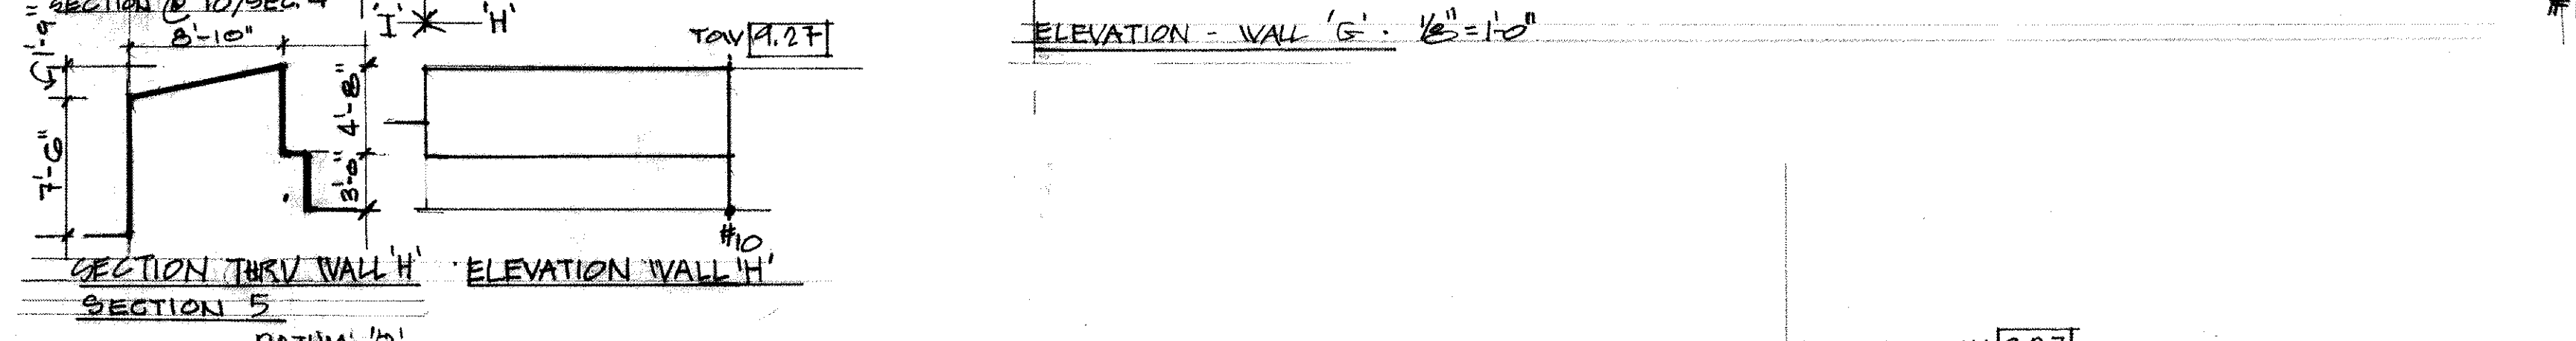 SECTION @ 10/SEC. 4
'I' 'H'
1'-9"
8'-10"
TOW 9.27
4'-8"
7'-6"
3'-0"
#10
SECTION THRU WALL 'H'
ELEVATION WALL 'H'
SECTION 5
ELEVATION - WALL 'G'. 1/8" = 1'-0"
#